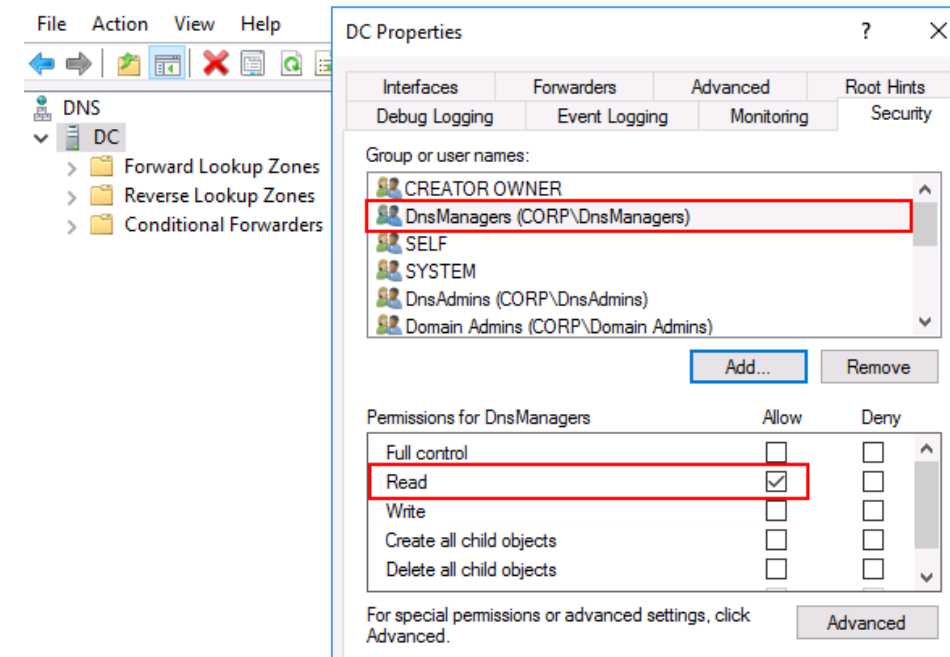 File Action View Help
DNS
DC
Forward Lookup Zones
Reverse Lookup Zones
Conditional Forwarders
DC Properties
? 
Interfaces Forwarders Advanced Root Hints
Debug Logging Event Logging Monitoring Security
Group or user names:
CREATOR OWNER
DnsManagers (CORP\DnsManagers)
SELF
SYSTEM
DnsAdmins (CORP\DnsAdmins)
Domain Admins (CORP\Domain Admins)
Add... Remove
Permissions for DnsManagers Allow Deny
Full control
Read
Write
Create all child objects
Delete all child objects
For special permissions or advanced settings, click
Advanced.
Advanced